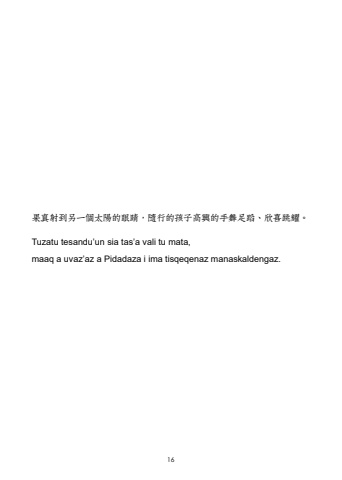 果真射到另一個太陽的眼睛，隨行的孩子高興的手舞足蹈、欣喜跳耀。
Tuzatu tesandu'un sia tas'a vali tu mata,
maaq a uvaz'az a Pidadaza i ima tisqeqenaz manaskaldengaz.
16